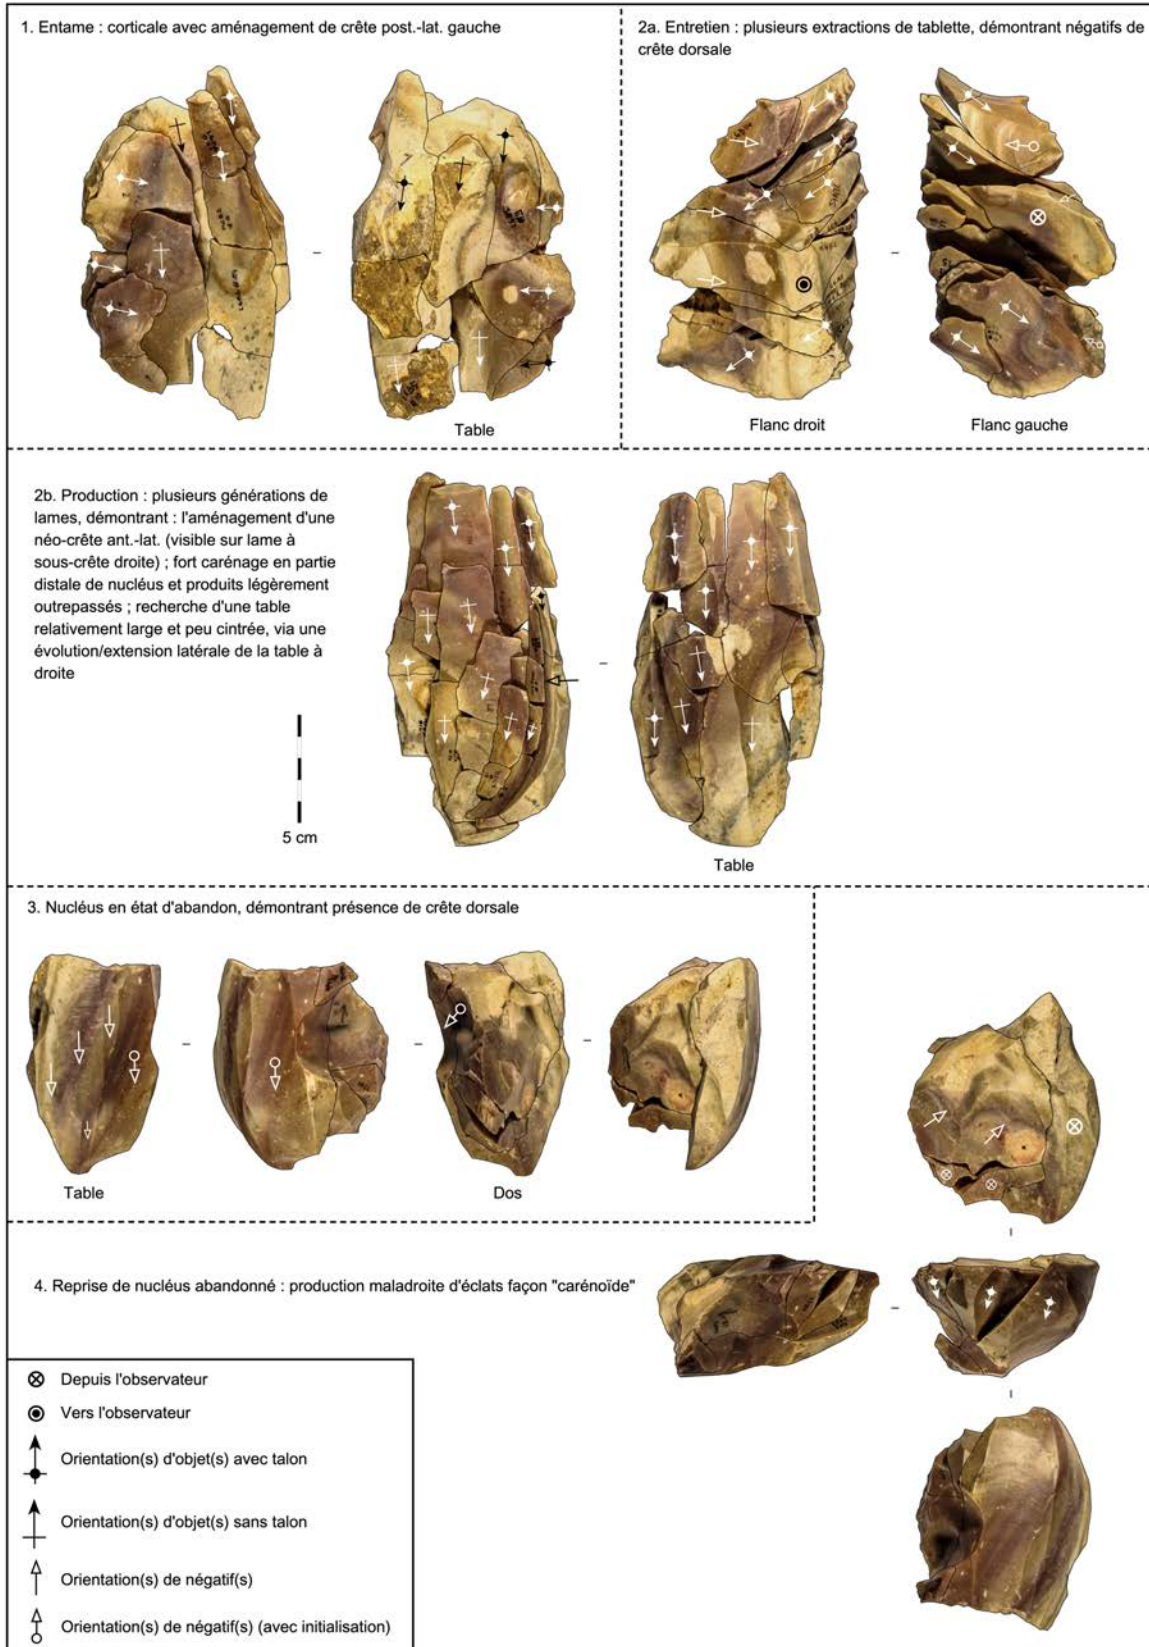 1. Entame : corticale avec aménagement de crête post.-lat. gauche
2a. Entretien : plusieurs extractions de tablette, démontrant négatifs de
crête dorsale
Table
Flanc droit
Flanc gauche
2b. Production : plusieurs générations de
lames, démontrant : l'aménagement d'une
néo-crête ant.-lat. (visible sur lame à
sous-crête droite) ; fort carénage en partie
distale de nucléus et produits légèrement
outrepassés ; recherche d'une table
relativement large et peu cintrée, via une
évolution/extension latérale de la table à
droite
5 cm
Table
3. Nucléus en état d'abandon, démontrant présence de crête dorsale
Table
Dos
4. Reprise de nucléus abandonné : production maladroite d'éclats façon "carénoïde"
Depuis l'observateur
Vers l'observateur
Orientation(s) d'objet(s) avec talon
Orientation(s) d'objet(s) sans talon
Orientation(s) de négatif(s)
Orientation(s) de négatif(s) (avec initialisation)